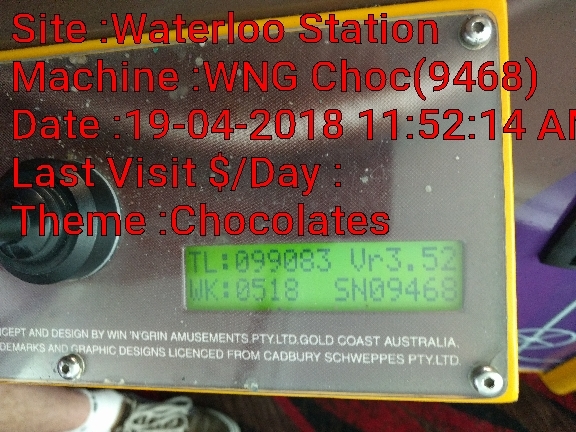 Site :Waterloo Station
Machine :WNG Choc(9468)
Date :19-04-2018 11:52:14 AM
Last Visit $/Day :
Theme :Chocolates
TL:099083 Vr3.52
WK:0518 SN09468
NCEPT AND DESIGN BY WIN 'N'GRIN AMUSEMENTS PTY.LTD.GOLD COAST AUSTRALIA.
DEMARKS AND GRAPHIC DESIGNS LICENCED FROM CADBURY SCHWEPPES PTY.LTD.